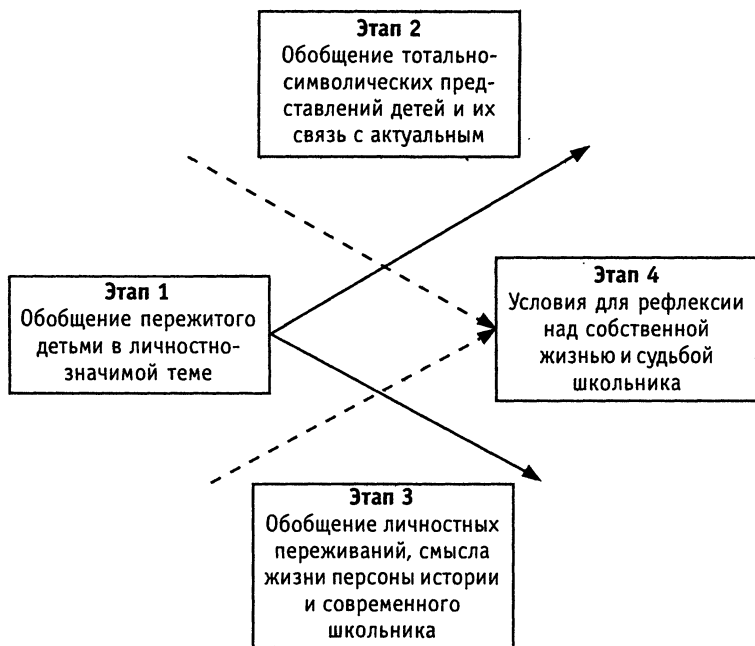 Этап 2
Обобщение тотально-
символических пред-
ставлений детей и их
связь с актуальным
Этап 1
Обобщение пережитого
детьми в личностно-
значимой теме
Этап 4
Условия для рефлексии
над собственной
жизнью и судьбой
школьника
Этап 3
Обобщение личностных
переживаний, смысла
жизни персоны истории
и современного
школьника